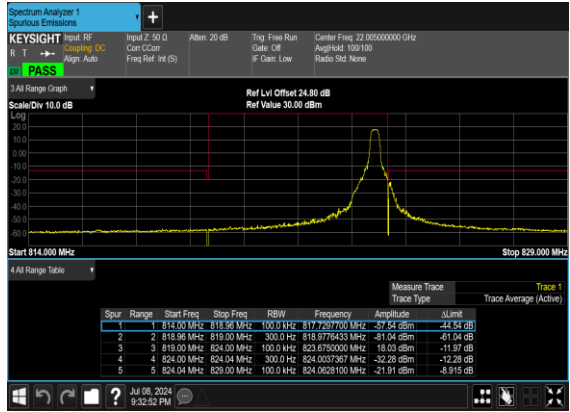 Spectrum Analyzer 1
Spurious Emissions
KEYSIGHT Input: RF Input Z: 50 Ω Atten: 20 dB Trig: Free Run Center Freq: 22.005000000 GHz
R T Coupling: DC Corr CCorr Gate: Off Avg|Hold: 100/100
Align: Auto Freq Ref: Int (S) IF Gain: Low Radio Std: None
PASS
3 All Range Graph
Ref Lvl Offset 24.80 dB
Scale/Div 10.0 dB Ref Value 30.00 dBm
Log
20.0
10.0
0.00
-10.0
-20.0
-30.0
-40.0
-50.0
-60.0
Start 814.000 MHz Stop 829.000 MHz
4 All Range Table
Measure Trace Trace 1
Trace Type Trace Average (Active)
Spur Range Start Freq Stop Freq RBW Frequency Amplitude ΔLimit
1 1 814.00 MHz 818.96 MHz 100.0 kHz 817.7297700 MHz -57.54 dBm -44.54 dB
2 2 818.96 MHz 819.00 MHz 300.0 Hz 818.9776433 MHz -81.04 dBm -61.04 dB
3 3 819.00 MHz 824.00 MHz 100.0 kHz 823.6750000 MHz 18.03 dBm -11.97 dB
4 4 824.00 MHz 824.04 MHz 300.0 Hz 824.0037367 MHz -32.28 dBm -12.28 dB
5 5 824.04 MHz 829.00 MHz 100.0 kHz 824.0628100 MHz -21.91 dBm -8.915 dB
Jul 08, 2024
9:32:52 PM